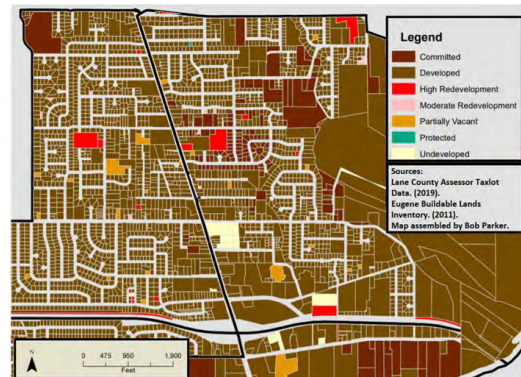 Legend
Committed
Developed
High Redevelopment
Moderate Redevelopment
Partially Vacant
Protected
Undeveloped
Sources:
Lane County Assessor Taxlot
Data. (2019).
Eugene Buildable Lands
Inventory. (2011).
Map assembled by Bob Parker.
N
0 475 950 1,900
Feet